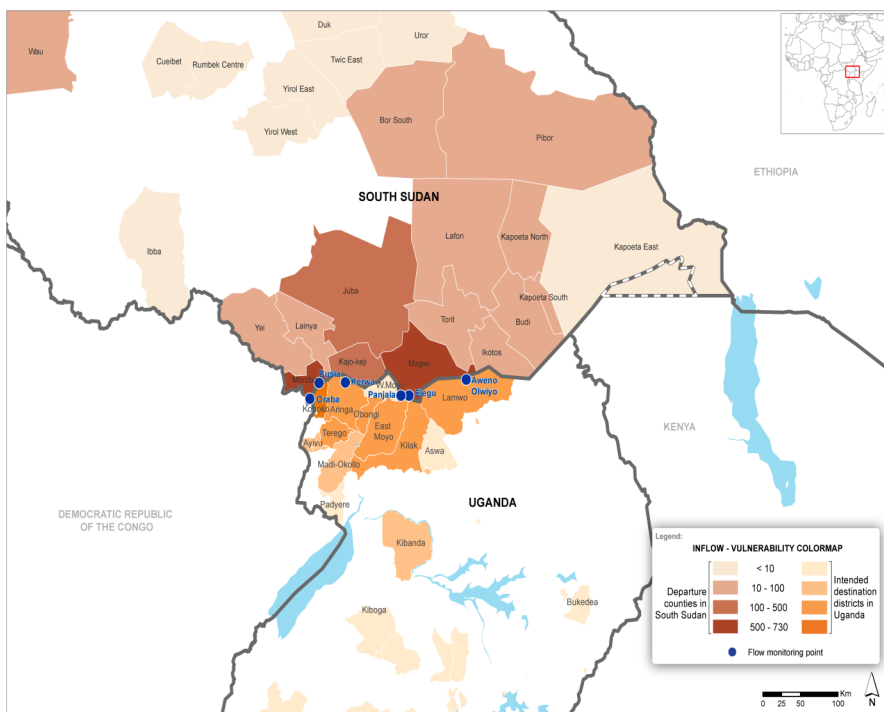 Duk
Uror
Wau
Cueibet
Rumbek Centre
Twic East
Yirol East
Yirol West
Bor South
Pibor
ETHIOPIA
SOUTH SUDAN
Lafon
Kapoeta North
Kapoeta East
Ibba
Juba
Kapoeta South
Yei
Lainya
Torit
Budi
Ikotos
Kajo-keji
Magwi
Busia
Kerwa
W.Moyo
Panjala
Elegu
Aweno
Olwiyo
Oraba
Koboko
Aringa
Obongi
Lamwo
Terego
East
Moyo
Kilak
Aswa
Ayivu
Madi-Okollo
KENYA
Padyere
UGANDA
DEMOCRATIC REPUBLIC
OF THE CONGO
Kibanda
Kiboga
Bukedea
Legend:
INFLOW - VULNERABILITY COLORMAP
Departure
counties in
South Sudan
< 10
10 - 100
100 - 500
500 - 730
Intended
destination
districts in
Uganda
Flow monitoring point
0 25 50 100
Km
N